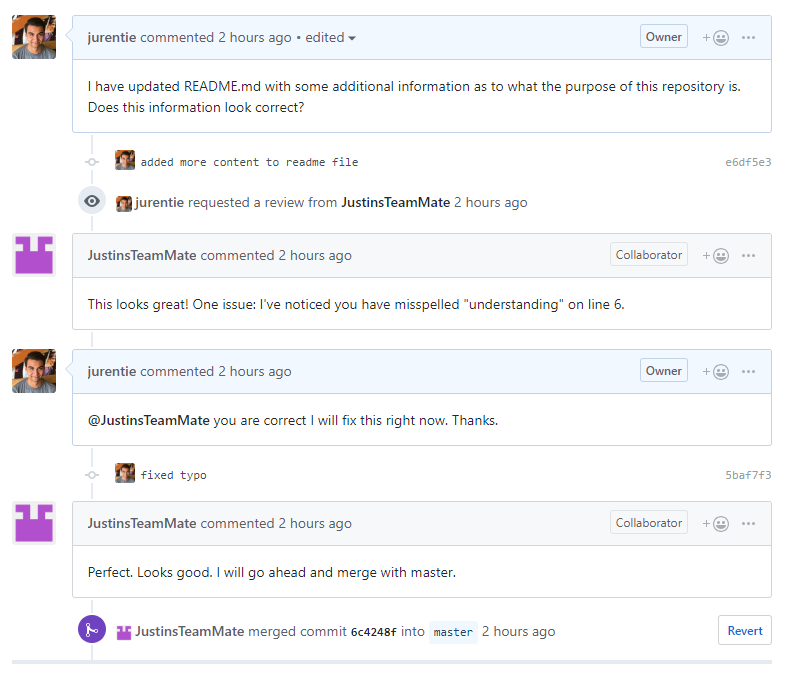 jurentie commented 2 hours ago • edited
Owner
I have updated README.md with some additional information as to what the purpose of this repository is.
Does this information look correct?
added more content to readme file e6df5e3
jurentie requested a review from JustinsTeamMate 2 hours ago
JustinsTeamMate commented 2 hours ago
Collaborator
This looks great! One issue: I've noticed you have misspelled "understanding" on line 6.
jurentie commented 2 hours ago
Owner
@JustinsTeamMate you are correct I will fix this right now. Thanks.
fixed typo 5baf7f3
JustinsTeamMate commented 2 hours ago
Collaborator
Perfect. Looks good. I will go ahead and merge with master.
JustinsTeamMate merged commit 6c4248f into master 2 hours ago
Revert